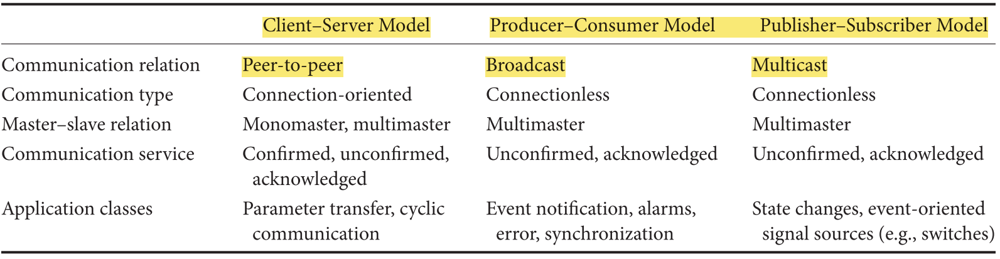 Client–Server Model Producer–Consumer Model Publisher–Subscriber Model
Communication relation Peer-to-peer Broadcast Multicast
Communication type Connection-oriented Connectionless Connectionless
Master–slave relation Monomaster, multimaster Multimaster Multimaster
Communication service Confirmed, unconfirmed, Unconfirmed, acknowledged Unconfirmed, acknowledged
acknowledged
Application classes Parameter transfer, cyclic Event notification, alarms, State changes, event-oriented
communication error, synchronization signal sources (e.g., switches)